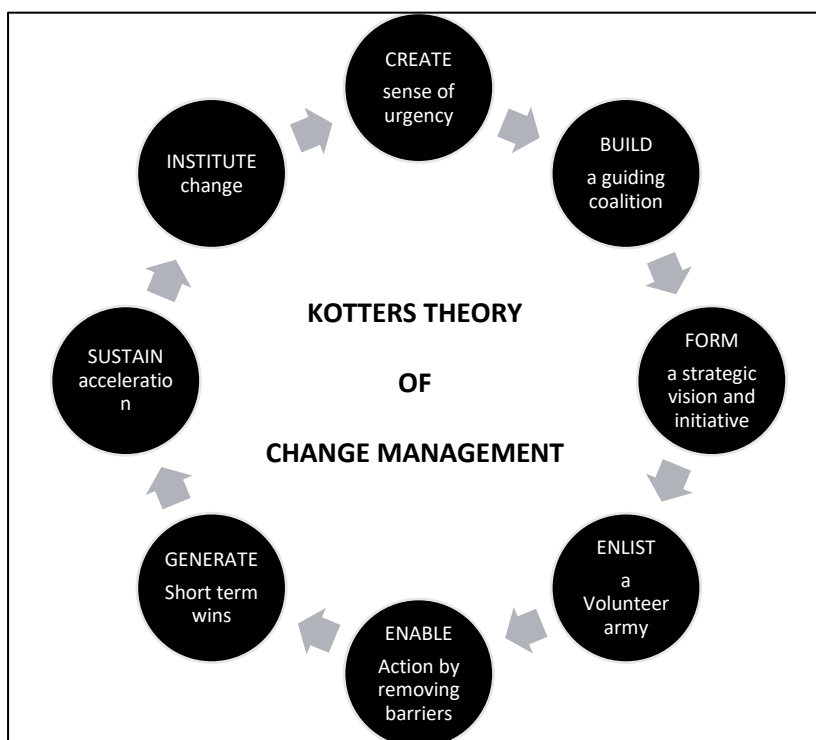 CREATE
sense of
urgency
BUILD
a guiding
coalition
FORM
a strategic
vision and
initiative
ENLIST
a
Volunteer
army
ENABLE
Action by
removing
barriers
GENERATE
Short term
wins
SUSTAIN
acceleratio
n
INSTITUTE
change
KOTTERS THEORY
OF
CHANGE MANAGEMENT